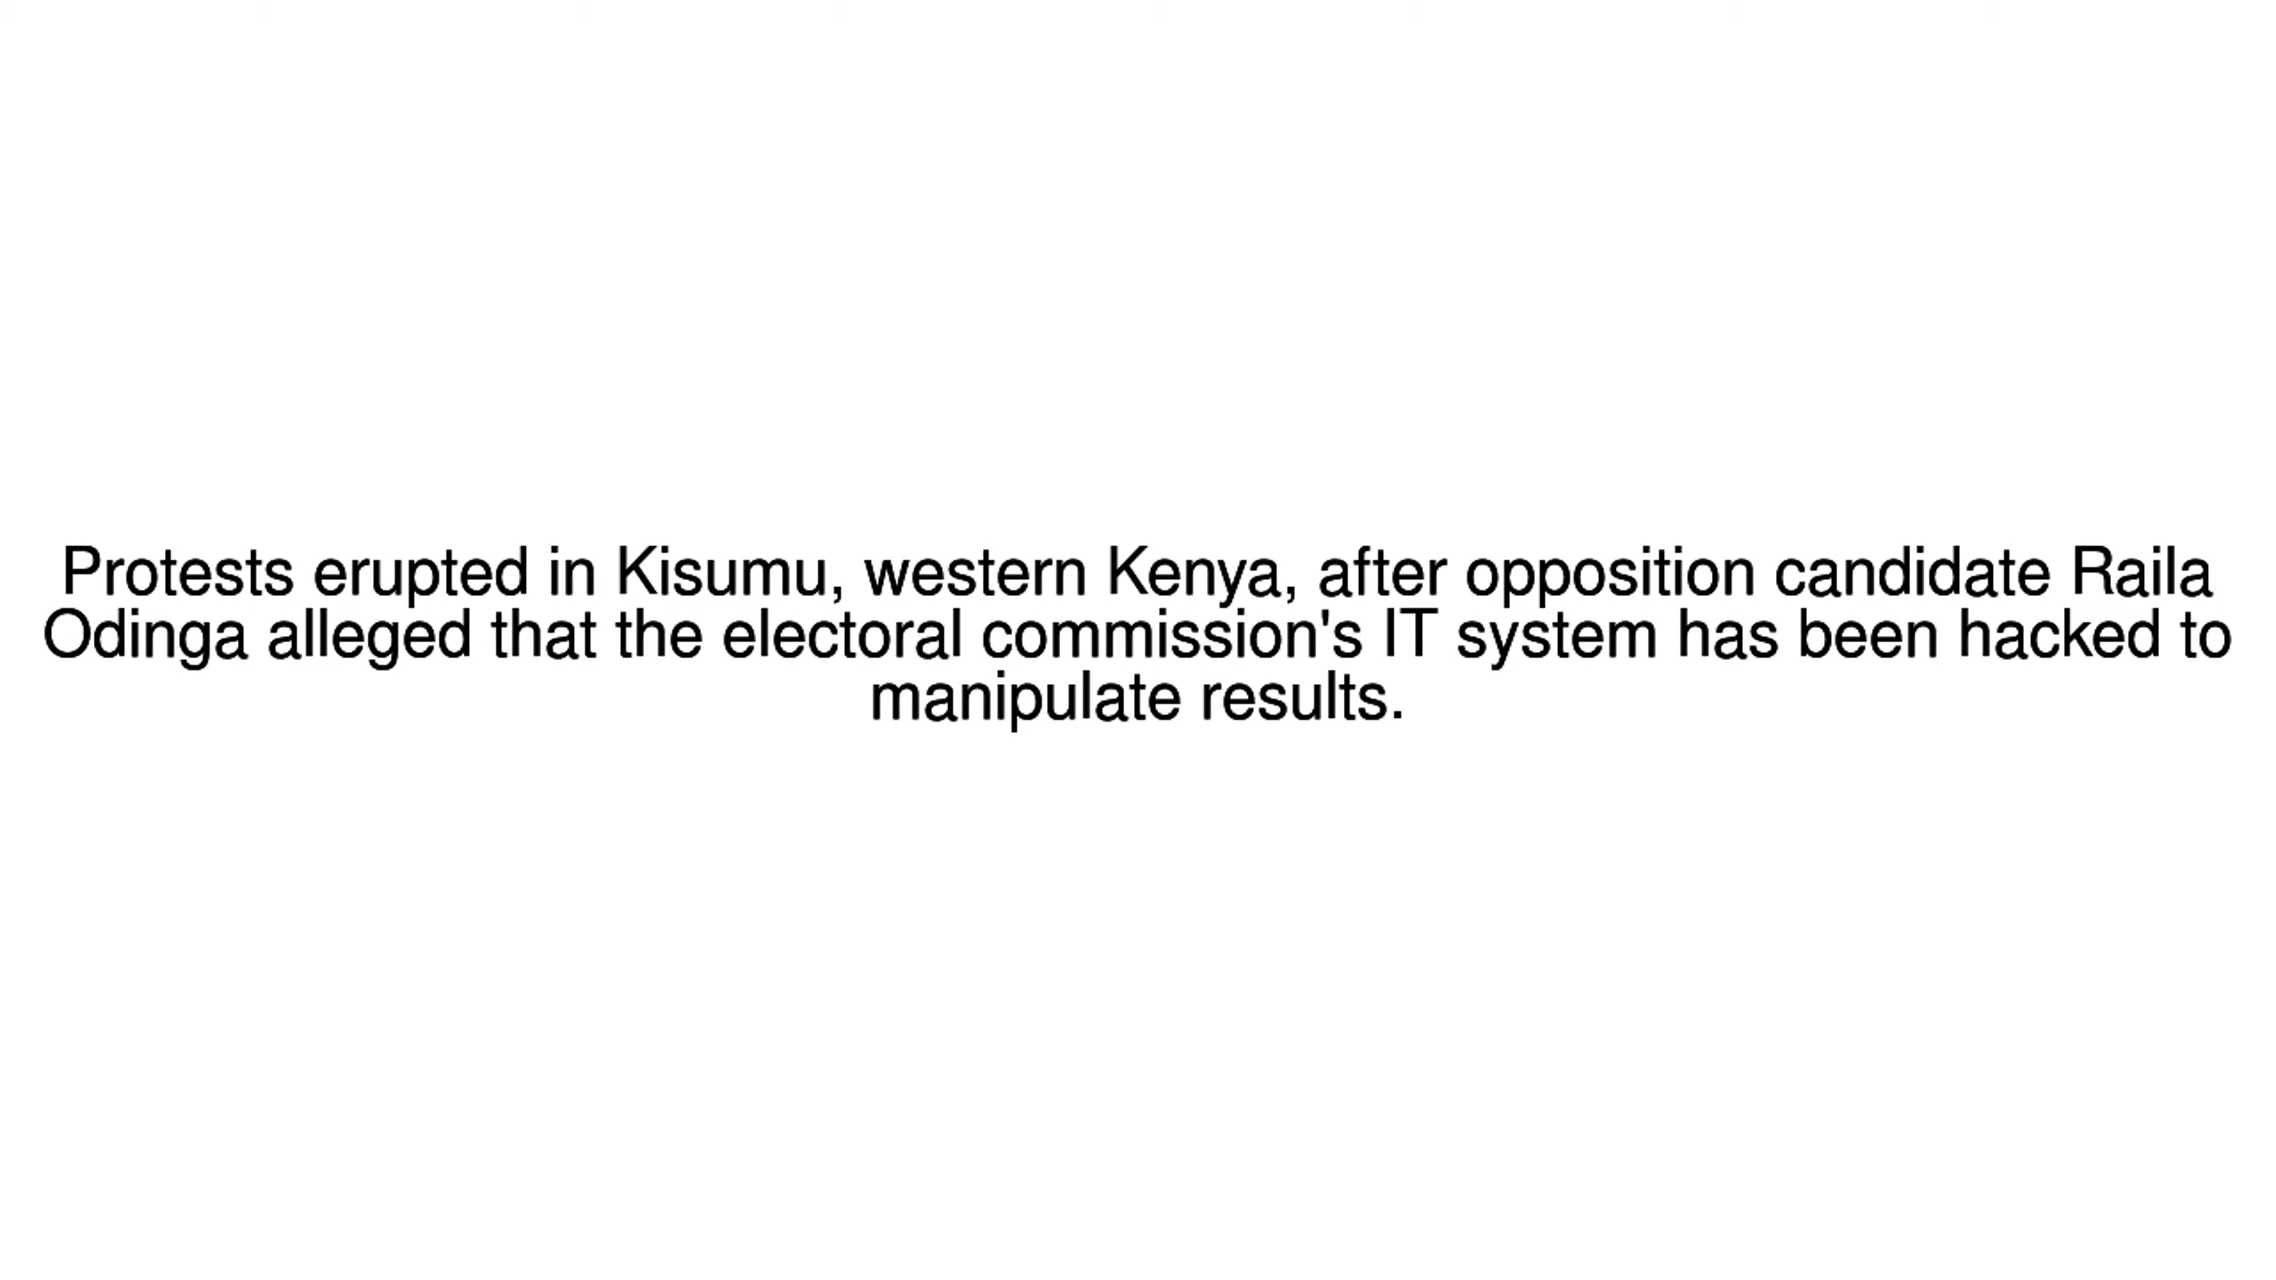 Protests erupted in Kisumu, western Kenya, after opposition candidate Raila
Odinga alleged that the electoral commission's IT system has been hacked to
manipulate results.